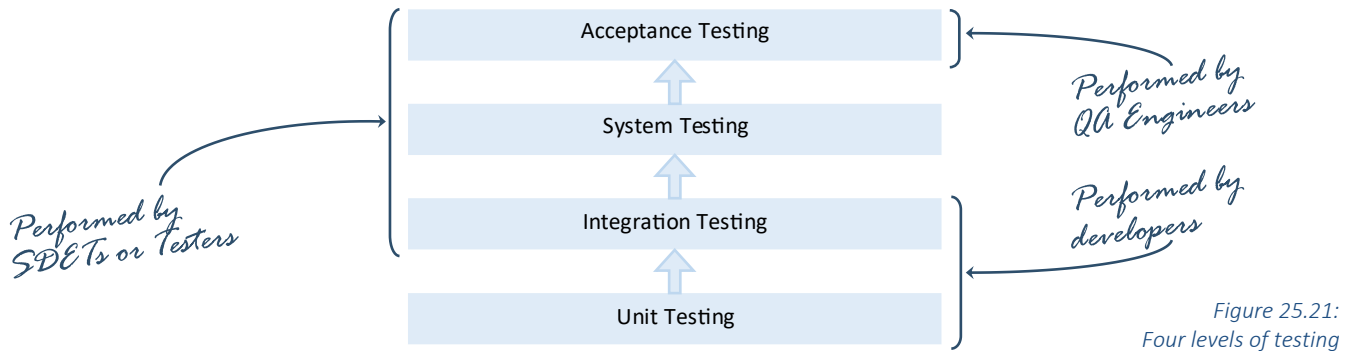 Acceptance Testing
System Testing
Integration Testing
Unit Testing
Performed by
SDETs or Testers
Performed by
QA Engineers
Performed by
developers
Figure 25.21:
Four levels of testing